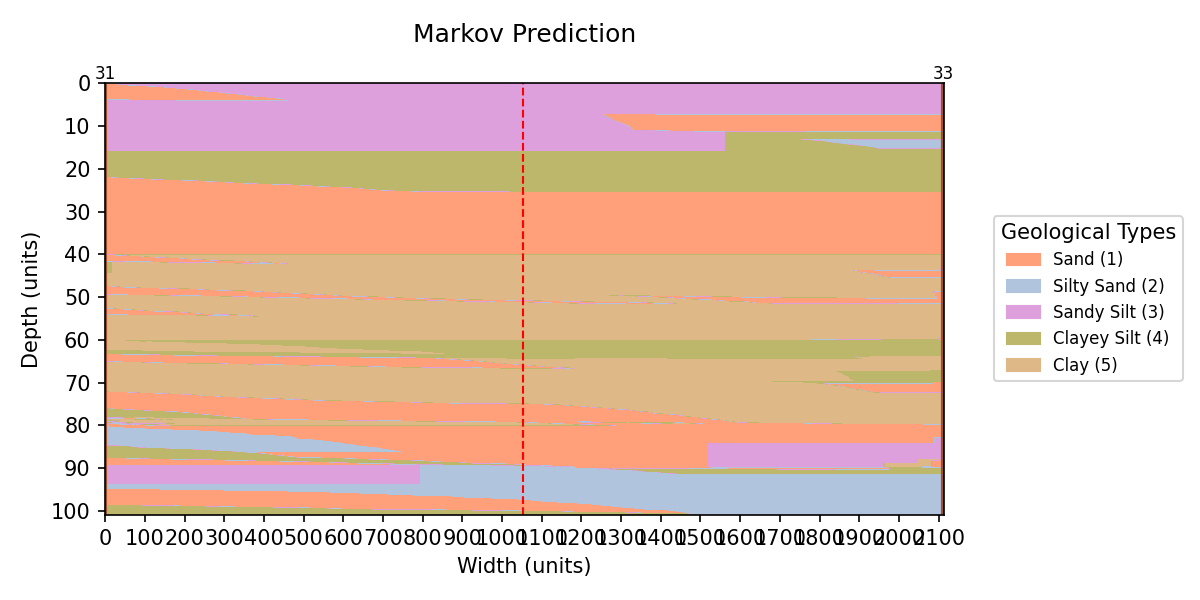 Markov Prediction
31 33
0
10
20
30
40
50
60
70
80
90
100
Depth (units)
0 100 200 300 400 500 600 700 800 900 1000 1100 1200 1300 1400 1500 1600 1700 1800 1900 2000 2100
Width (units)
Geological Types
Sand (1)
Silty Sand (2)
Sandy Silt (3)
Clayey Silt (4)
Clay (5)